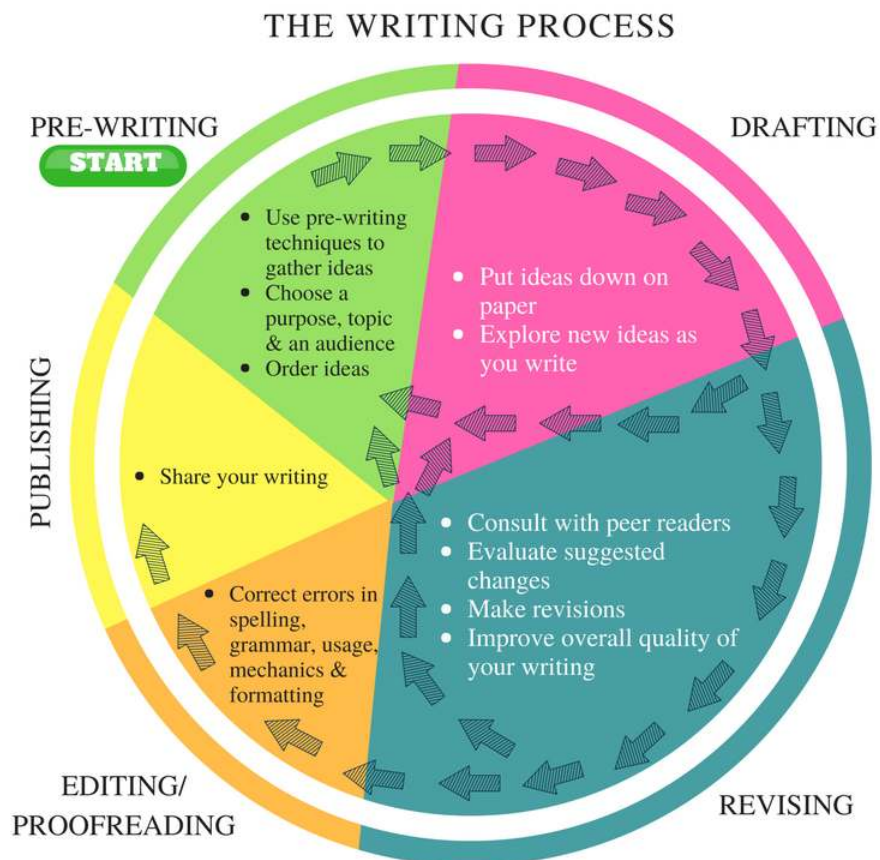 THE WRITING PROCESS
PRE-WRITING
START
• Use pre-writing
techniques to
gather ideas
• Choose a
purpose, topic
& an audience
• Order ideas
DRAFTING
• Put ideas down on
paper
• Explore new ideas as
you write
REVISING
• Consult with peer readers
• Evaluate suggested
changes
• Make revisions
• Improve overall quality of
your writing
EDITING/
PROOFREADING
• Correct errors in
spelling,
grammar, usage,
mechanics &
formatting
PUBLISHING
• Share your writing